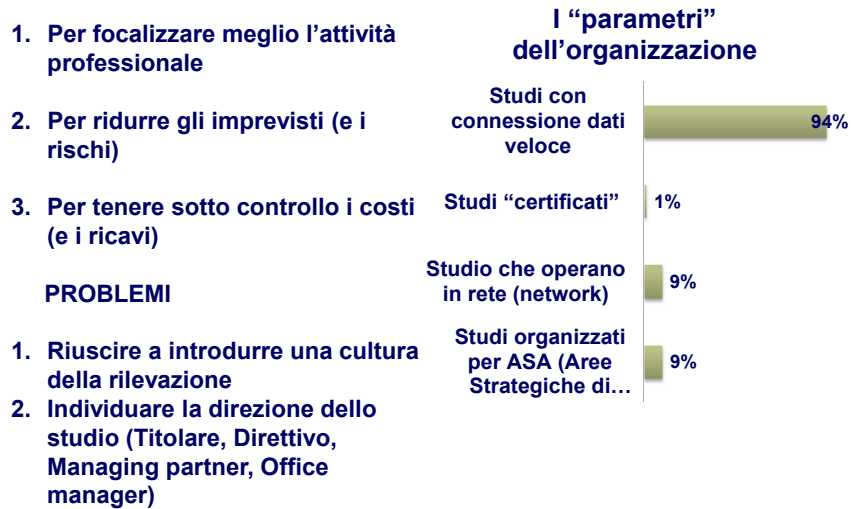 1. Per focalizzare meglio l’attività
professionale
2. Per ridurre gli imprevisti (e i
rischi)
3. Per tenere sotto controllo i costi
(e i ricavi)
PROBLEMI
1. Riuscire a introdurre una cultura
della rilevazione
2. Individuare la direzione dello
studio (Titolare, Direttivo,
Managing partner, Office
manager)
I “parametri”
dell’organizzazione
Studi con
connessione dati
veloce
94%
Studi “certificati”
1%
Studio che operano
in rete (network)
9%
Studi organizzati
per ASA (Aree
Strategiche di…
9%